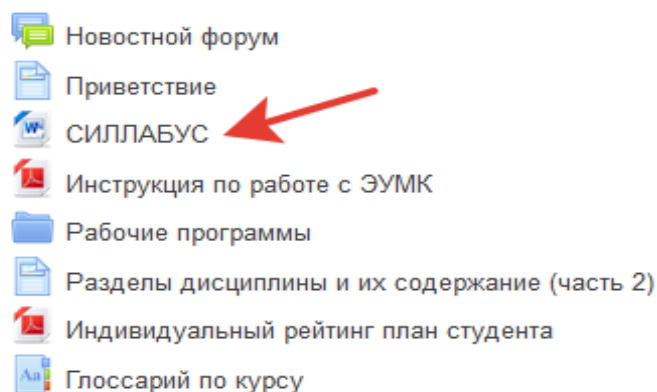 Новостной форум
Приветствие
СИЛЛАБУС
Инструкция по работе с ЭУМК
Рабочие программы
Разделы дисциплины и их содержание (часть 2)
Индивидуальный рейтинг план студента
Глоссарий по курсу